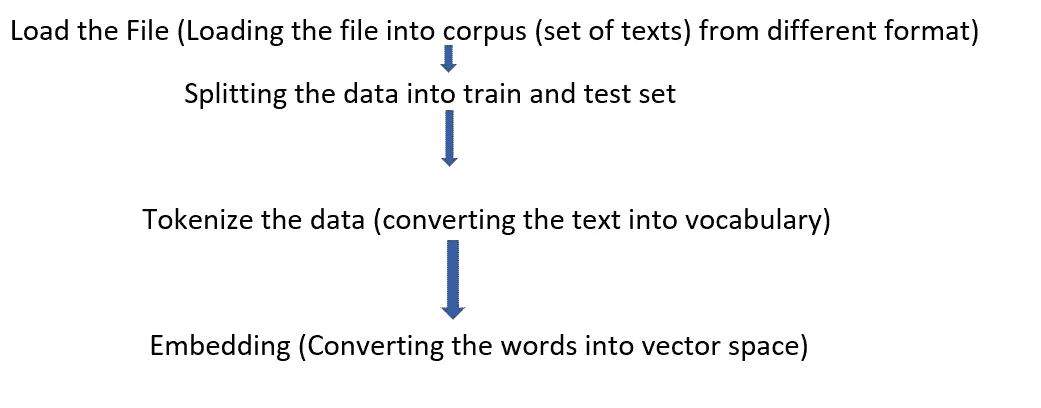 Load the File (Loading the file into corpus (set of texts) from different format)
Splitting the data into train and test set
Tokenize the data (converting the text into vocabulary)
Embedding (Converting the words into vector space)